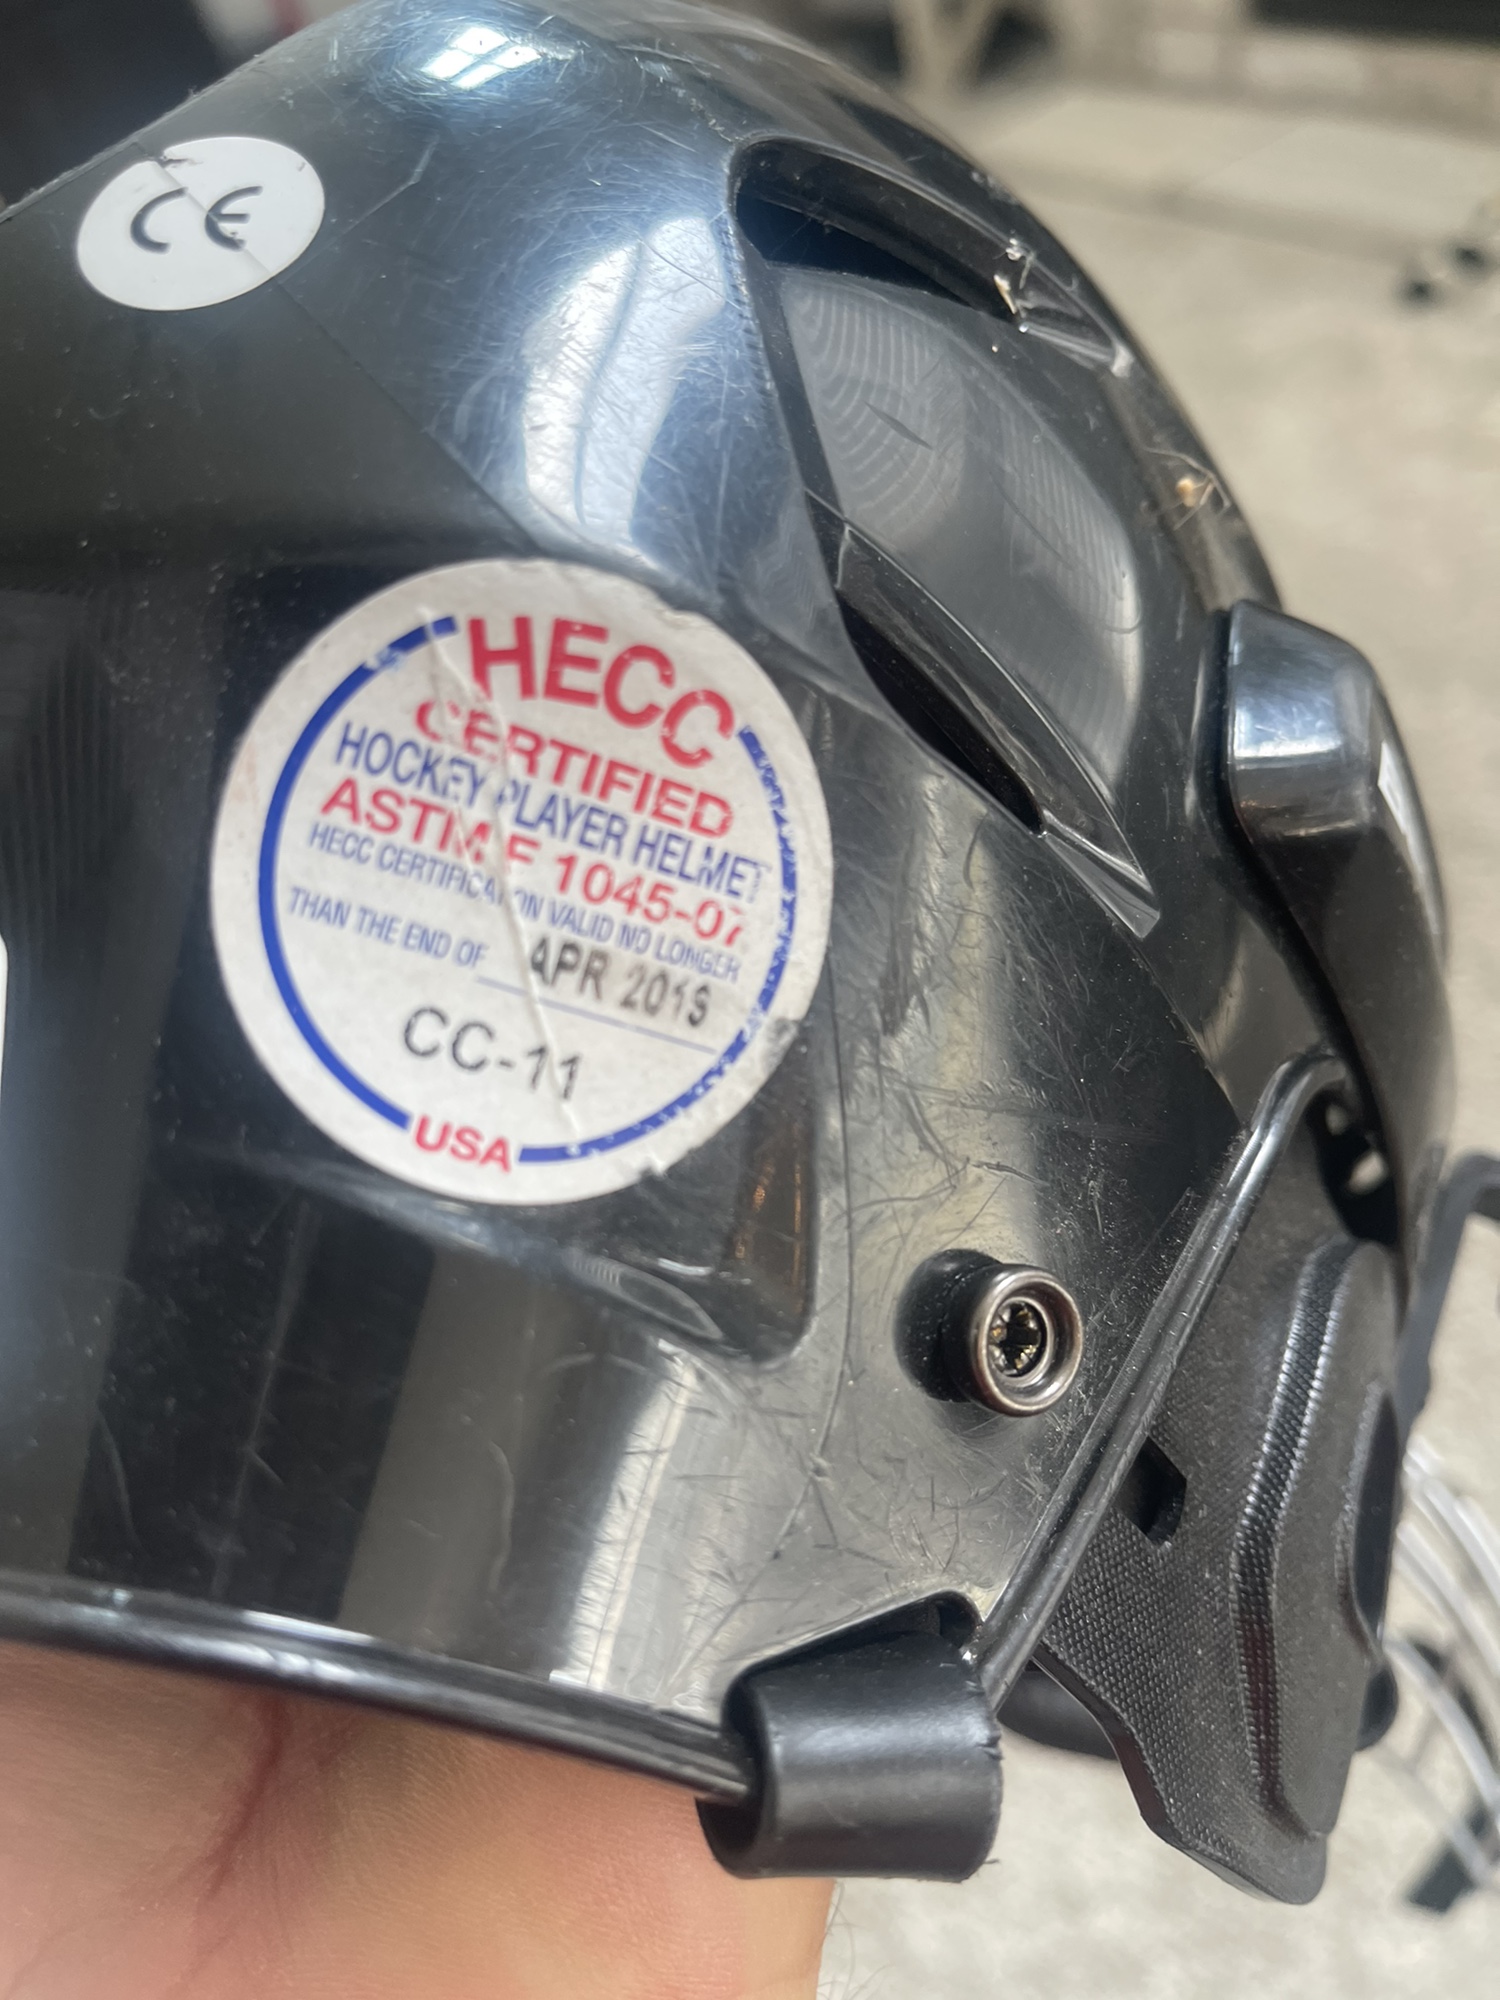 CE
HECC
CERTIFIED
HOCKEY PLAYER HELMET
ASTM F 1045-07
HECC CERTIFICATION VALID NO LONGER
THAN THE END OF APR 2019
CC-11
USA